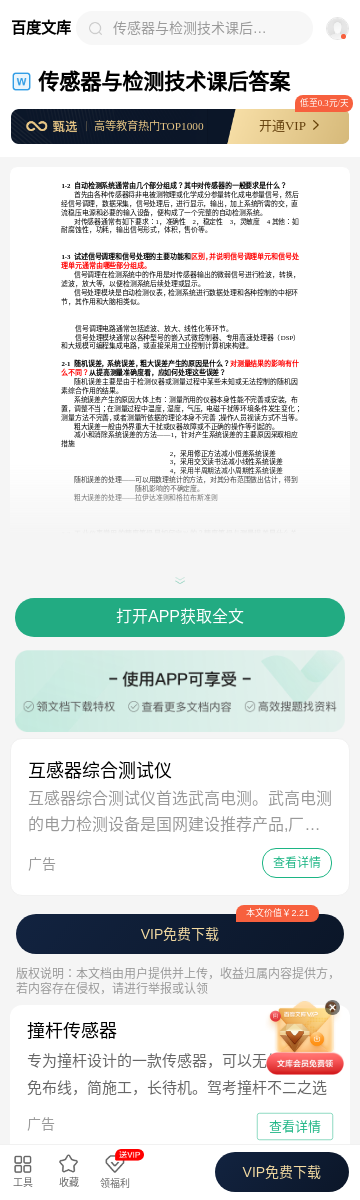 百度文库
传感器与检测技术课后…
传感器与检测技术课后答案
甄选 | 高等教育热门TOP1000
低至0.3元/天
开通VIP
1-2 自动检测系统通常由几个部分组成？其中对传感器的一般要求是什么？
首先由各种传感器将非电被测物理或化学成分参量转化成电参量信号，然后
经信号调理，数据采集，信号处理后，进行显示，输出，加上系统所需的交，直
流稳压电源和必要的输入设备，便构成了一个完整的自动检测系统。
对传感器通常有如下要求：1，准确性 2，稳定性 3，灵敏度 4 其他：如
耐腐蚀性，功耗，输出信号形式，体积，售价等。
1-3 试述信号调理和信号处理的主要功能和区别，并说明信号调理单元和信号处
理单元通常由哪些部分组成。
信号调理在检测系统中的作用是对传感器输出的微弱信号进行检波，转换，
滤波，放大等，以便检测系统后续处理或显示。
信号处理模块是自动检测仪表，检测系统进行数据处理和各种控制的中枢环
节，其作用和大脑相类似。
信号调理电路通常包括滤波、放大、线性化等环节。
信号处理模块通常以各种型号的嵌入式微控制器、专用高速处理器（DSP）
和大规模可编程集成电路，或直接采用工业控制计算机来构建。
2-1 随机误差，系统误差，粗大误差产生的原因是什么？对测量结果的影响有什
么不同？从提高测量准确度看，应如何处理这些误差？
随机误差主要是由于检测仪器或测量过程中某些未知或无法控制的随机因
素综合作用的结果。
系统误差产生的原因大体上有：测量所用的仪器本身性能不完善或安装，布
置，调整不当；在测量过程中温度，湿度，气压，电磁干扰等环境条件发生变化；
测量方法不完善，或者测量所依据的理论本身不完善；操作人员视读方式不当等。
粗大误差一般由外界重大干扰或仪器故障或不正确的操作等引起的。
减小和消除系统误差的方法——1，针对产生系统误差的主要原因采取相应
措施
2，采用修正方法减小恒差系统误差
3，采用交叉读书法减小线性系统误差
4，采用半周期法减小周期性系统误差
随机误差的处理——可以用数理统计的方法，对其分布范围做出估计，得到
随机影响的不确定度。
粗大误差的处理——拉伊达准则和格拉布斯准则
打开APP获取全文
– 使用APP可享受 –
领文档下载特权 查看更多文档内容 高效搜题找资料
互感器综合测试仪
互感器综合测试仪首选武高电测。武高电测
的电力检测设备是国网建设推荐产品,厂…
广告
查看详情
本文价值￥2.21
VIP免费下载
版权说明：本文档由用户提供并上传，收益归属内容提供方，
若内容存在侵权，请进行举报或认领
撞杆传感器
专为撞杆设计的一款传感器，可以无
免布线，简施工，长待机。驾考撞杆不二之选
广告
查看详情
文库会员免费领
工具
收藏
送VIP
领福利
VIP免费下载